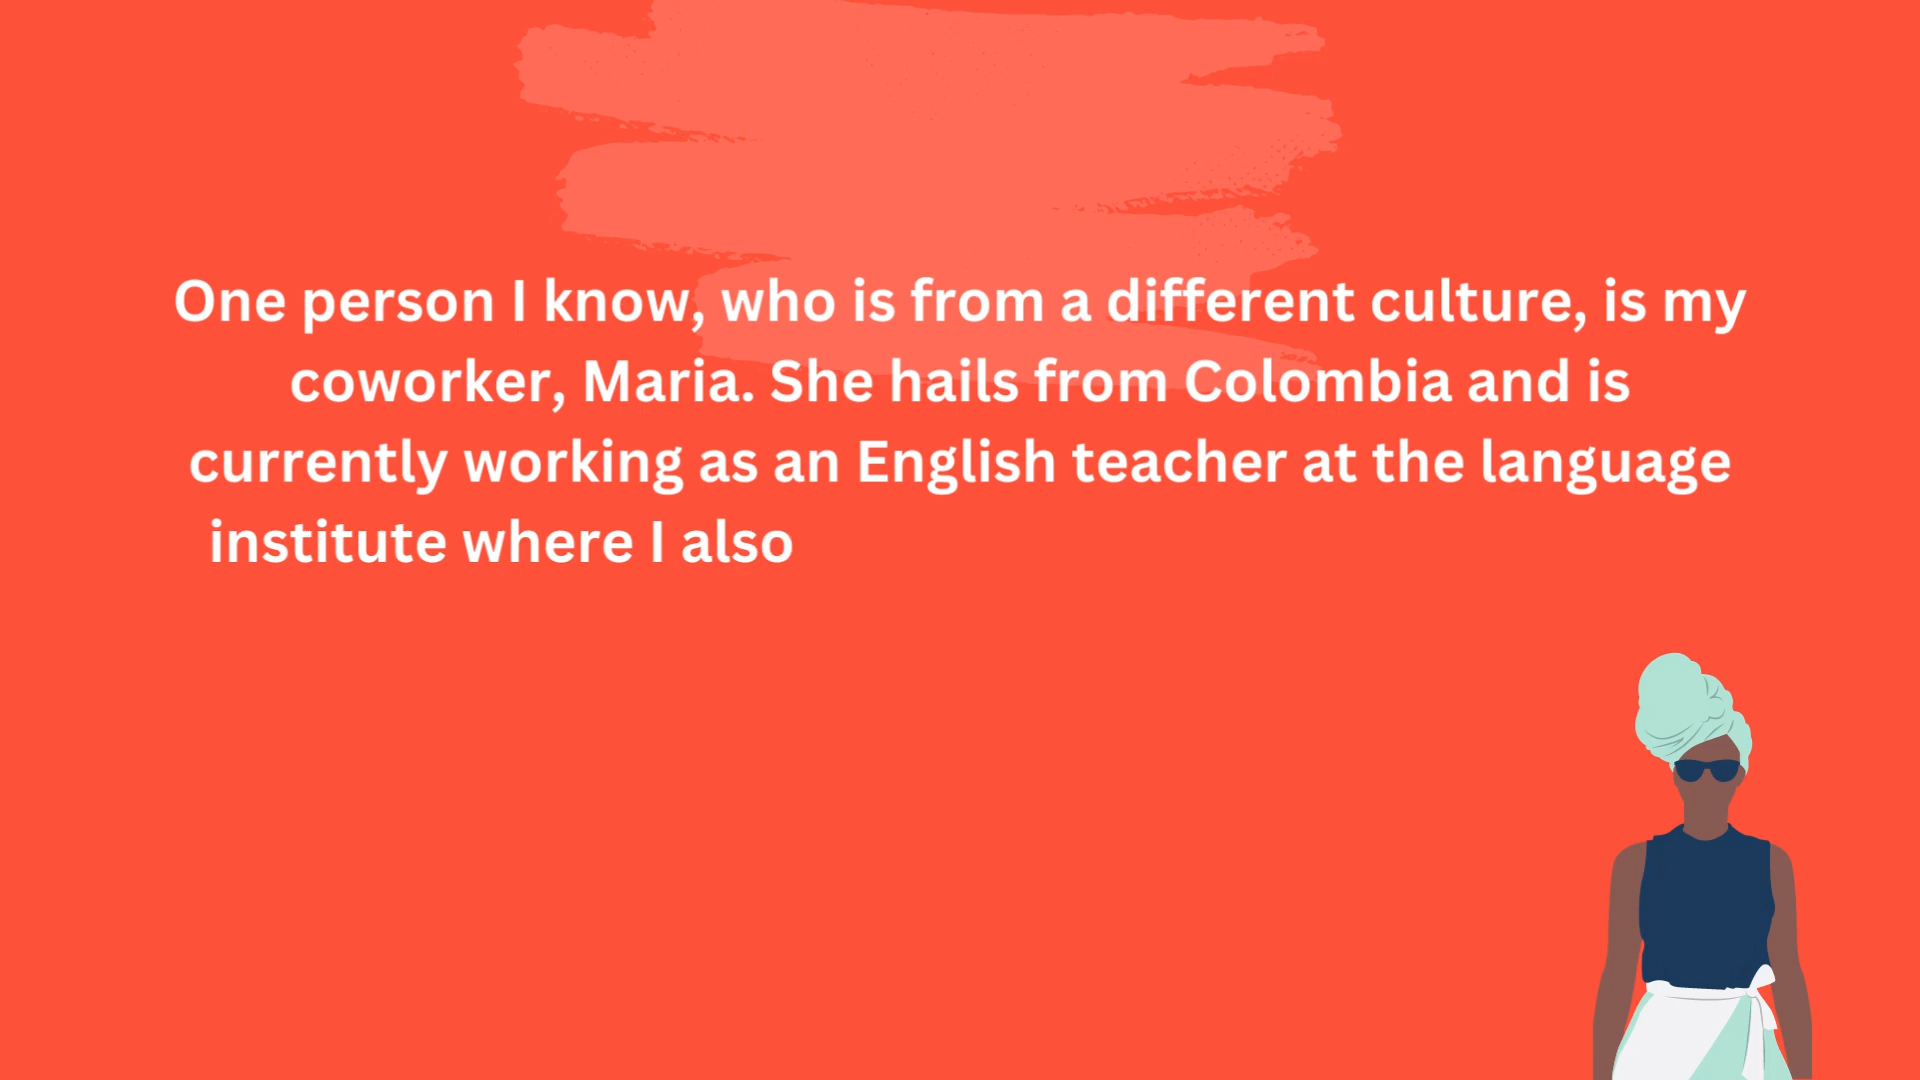 One person I know, who is from a different culture, is my
coworker, Maria. She hails from Colombia and is
currently working as an English teacher at the language
institute where I also